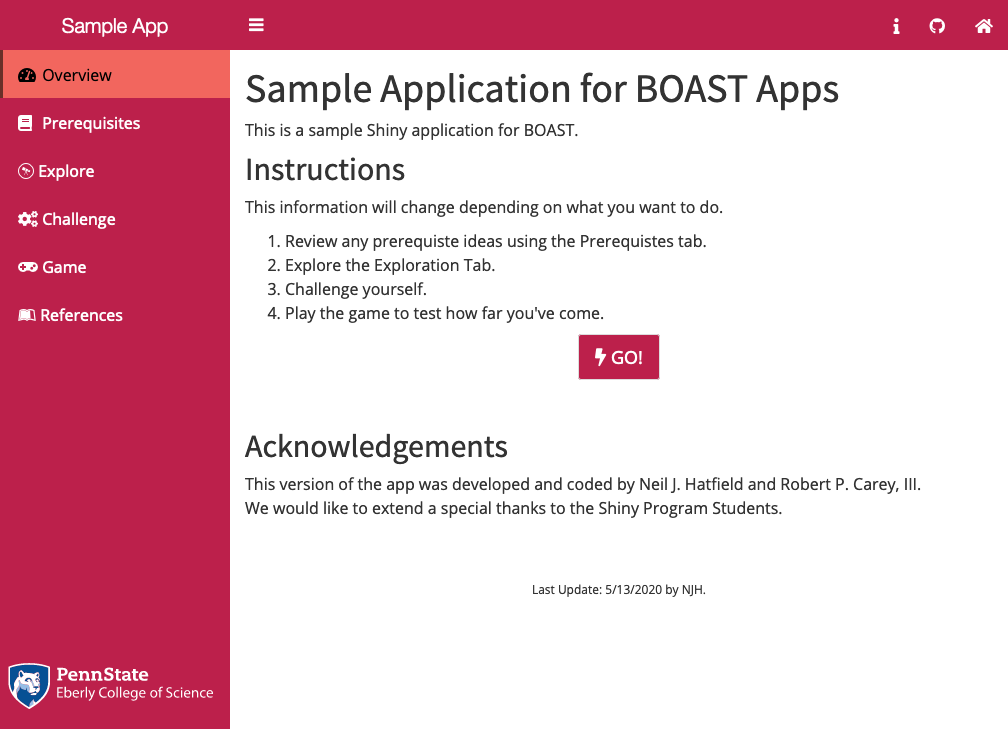 Sample App
Overview
Prerequisites
Explore
Challenge
Game
References
PennState
Eberly College of Science
Sample Application for BOAST Apps
This is a sample Shiny application for BOAST.
Instructions
This information will change depending on what you want to do.
1. Review any prerequiste ideas using the Prerequistes tab.
2. Explore the Exploration Tab.
3. Challenge yourself.
4. Play the game to test how far you've come.
GO!
Acknowledgements
This version of the app was developed and coded by Neil J. Hatfield and Robert P. Carey, III.
We would like to extend a special thanks to the Shiny Program Students.
Last Update: 5/13/2020 by NJH.